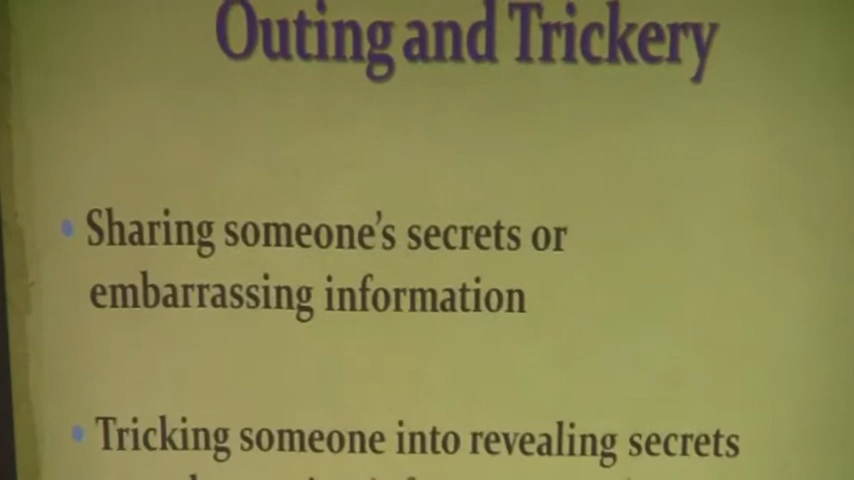 Outing and Trickery
• Sharing someone's secrets or
embarrassing information
• Tricking someone into revealing secrets